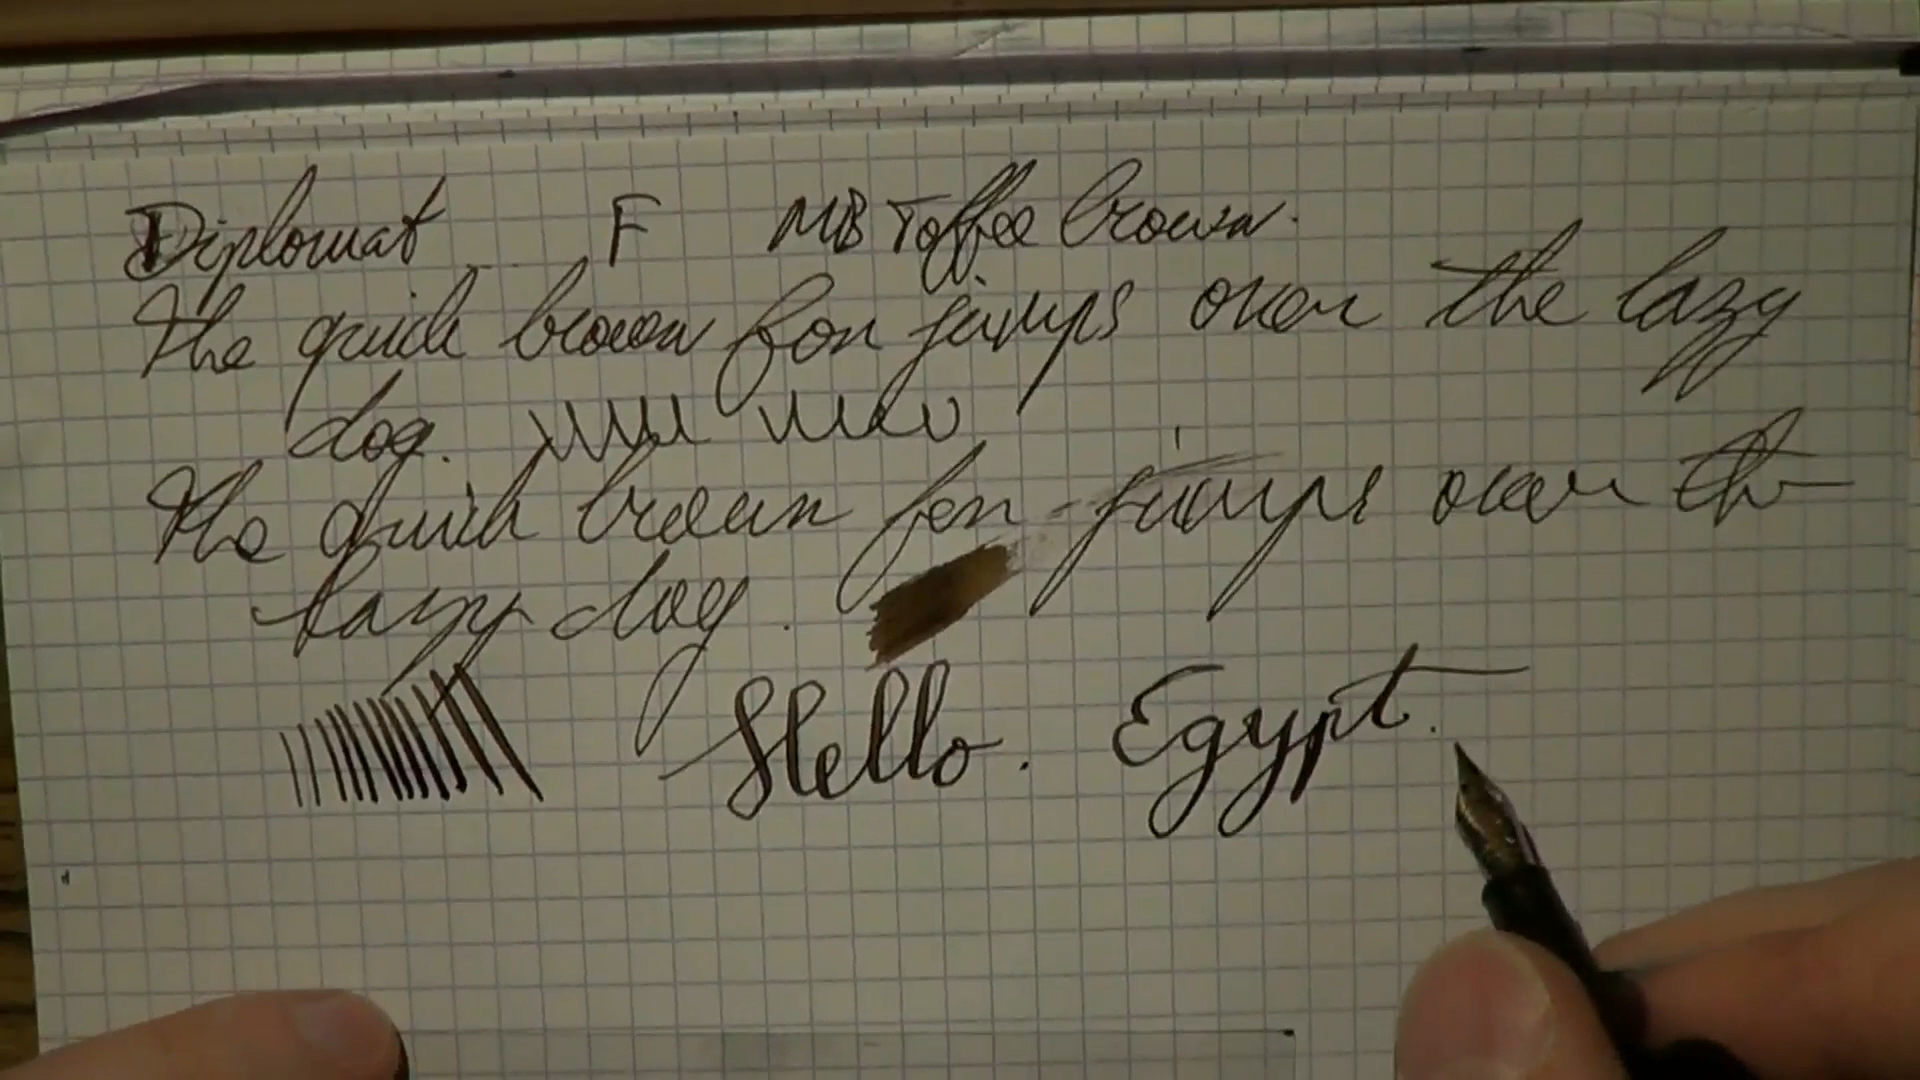 Diplomat F MB Toffee brown.
The quick brown fox jumps over the lazy
dog.
The quick brown fox jumps over the
lazy dog.
Hello. Egypt.